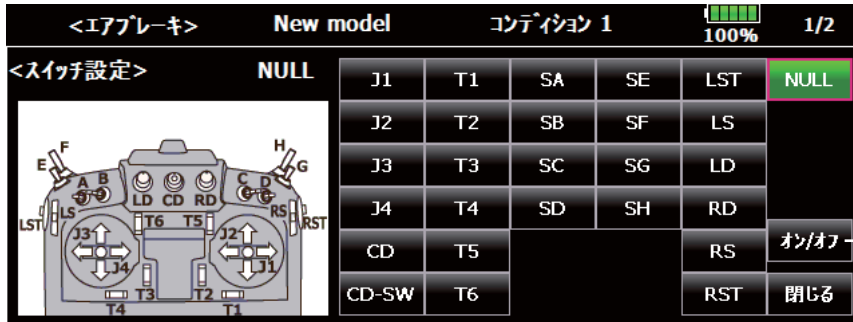 <エアブレーキ> New model コンディション 1 100% 1/2
<スイッチ設定> NULL
J1 T1 SA SE LST NULL
J2 T2 SB SF LS
J3 T3 SC SG LD
J4 T4 SD SH RD
CD T5 RS オン/オフ-
CD-SW T6 RST 閉じる
F H
E G
A B C D
LD CD RD
LST LS RS RST
T6 T5
J3 J2
J4 J1
T3 T2
T4 T1